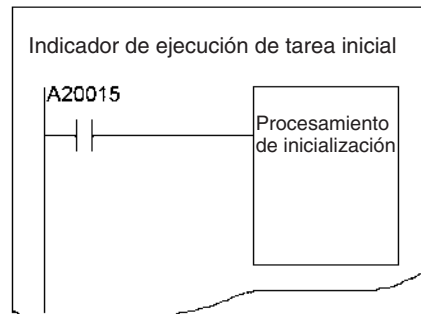 Indicador de ejecución de tarea inicial
A20015
Procesamiento
de inicialización